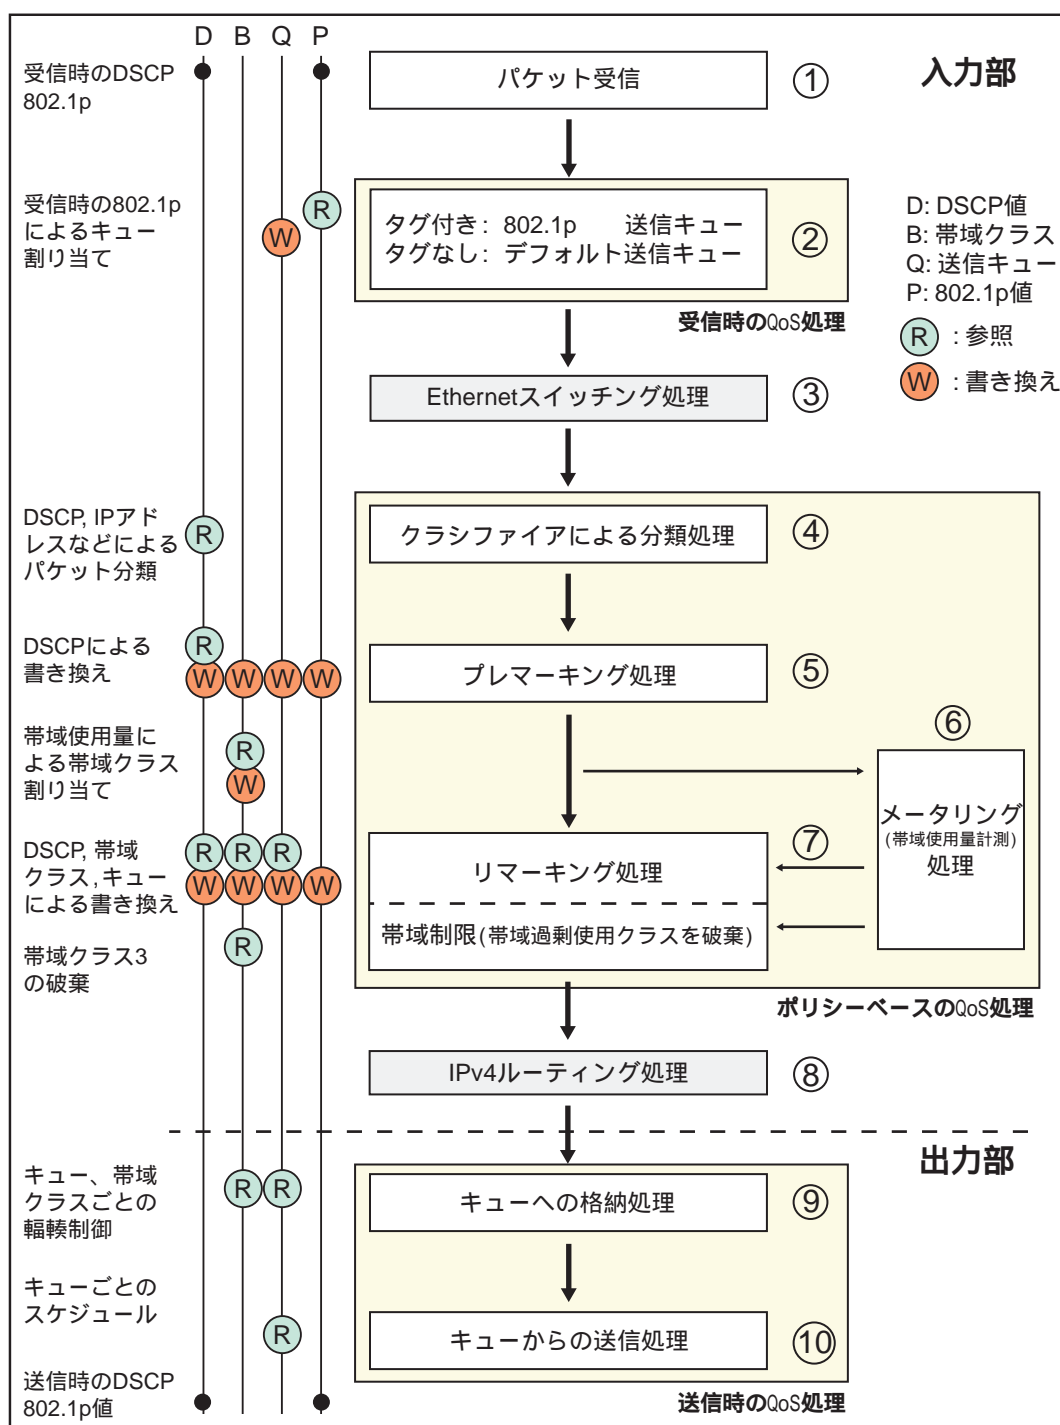 D B Q P
受信時のDSCP
802.1p
パケット受信
①
入力部
受信時の802.1p
によるキュー
割り当て
R
W
タグ付き: 802.1p 送信キュー
タグなし: デフォルト送信キュー
②
受信時のQoS処理
D: DSCP値
B: 帯域クラス
Q: 送信キュー
P: 802.1p値
R : 参照
W : 書き換え
Ethernetスイッチング処理
③
DSCP, IPアド
レスなどによる
パケット分類
R
クラシファイアによる分類処理
④
DSCPによる
書き換え
R
W W W W
プレマーキング処理
⑤
帯域使用量に
よる帯域クラス
割り当て
R
W
⑥
メータリング
(帯域使用量計測)
処理
DSCP, 帯域
クラス,キュー
による書き換え
R R R
W W W W
リマーキング処理
⑦
帯域クラス3
の破棄
R
帯域制限(帯域過剰使用クラスを破棄)
ポリシーベースのQoS処理
IPv4ルーティング処理
⑧
出力部
キュー、帯域
クラスごとの
輻輳制御
R R
キューへの格納処理
⑨
キューごとの
スケジュール
R
キューからの送信処理
⑩
送信時のDSCP
802.1p値
送信時のQoS処理